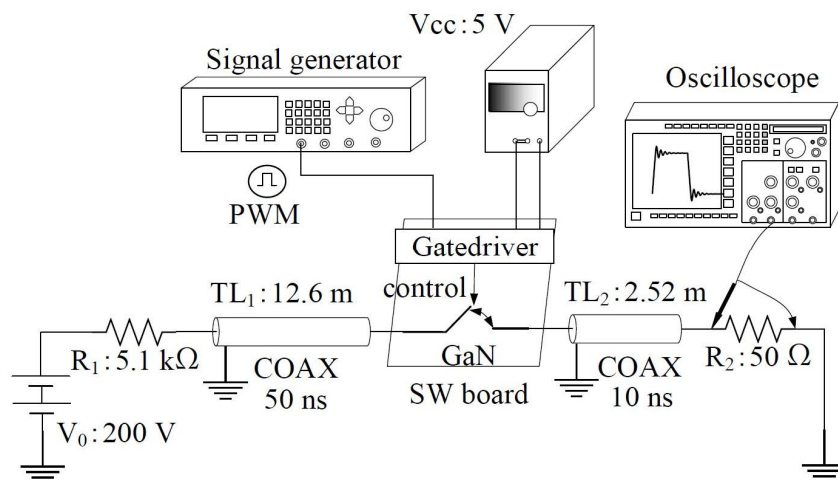 Vcc : 5 V
Signal generator
Oscilloscope
PWM
Gatedriver
TL₁ : 12.6 m
control
TL₂ : 2.52 m
R₁ : 5.1 kΩ
COAX
50 ns
GaN
SW board
COAX
10 ns
R₂ : 50 Ω
V₀ : 200 V